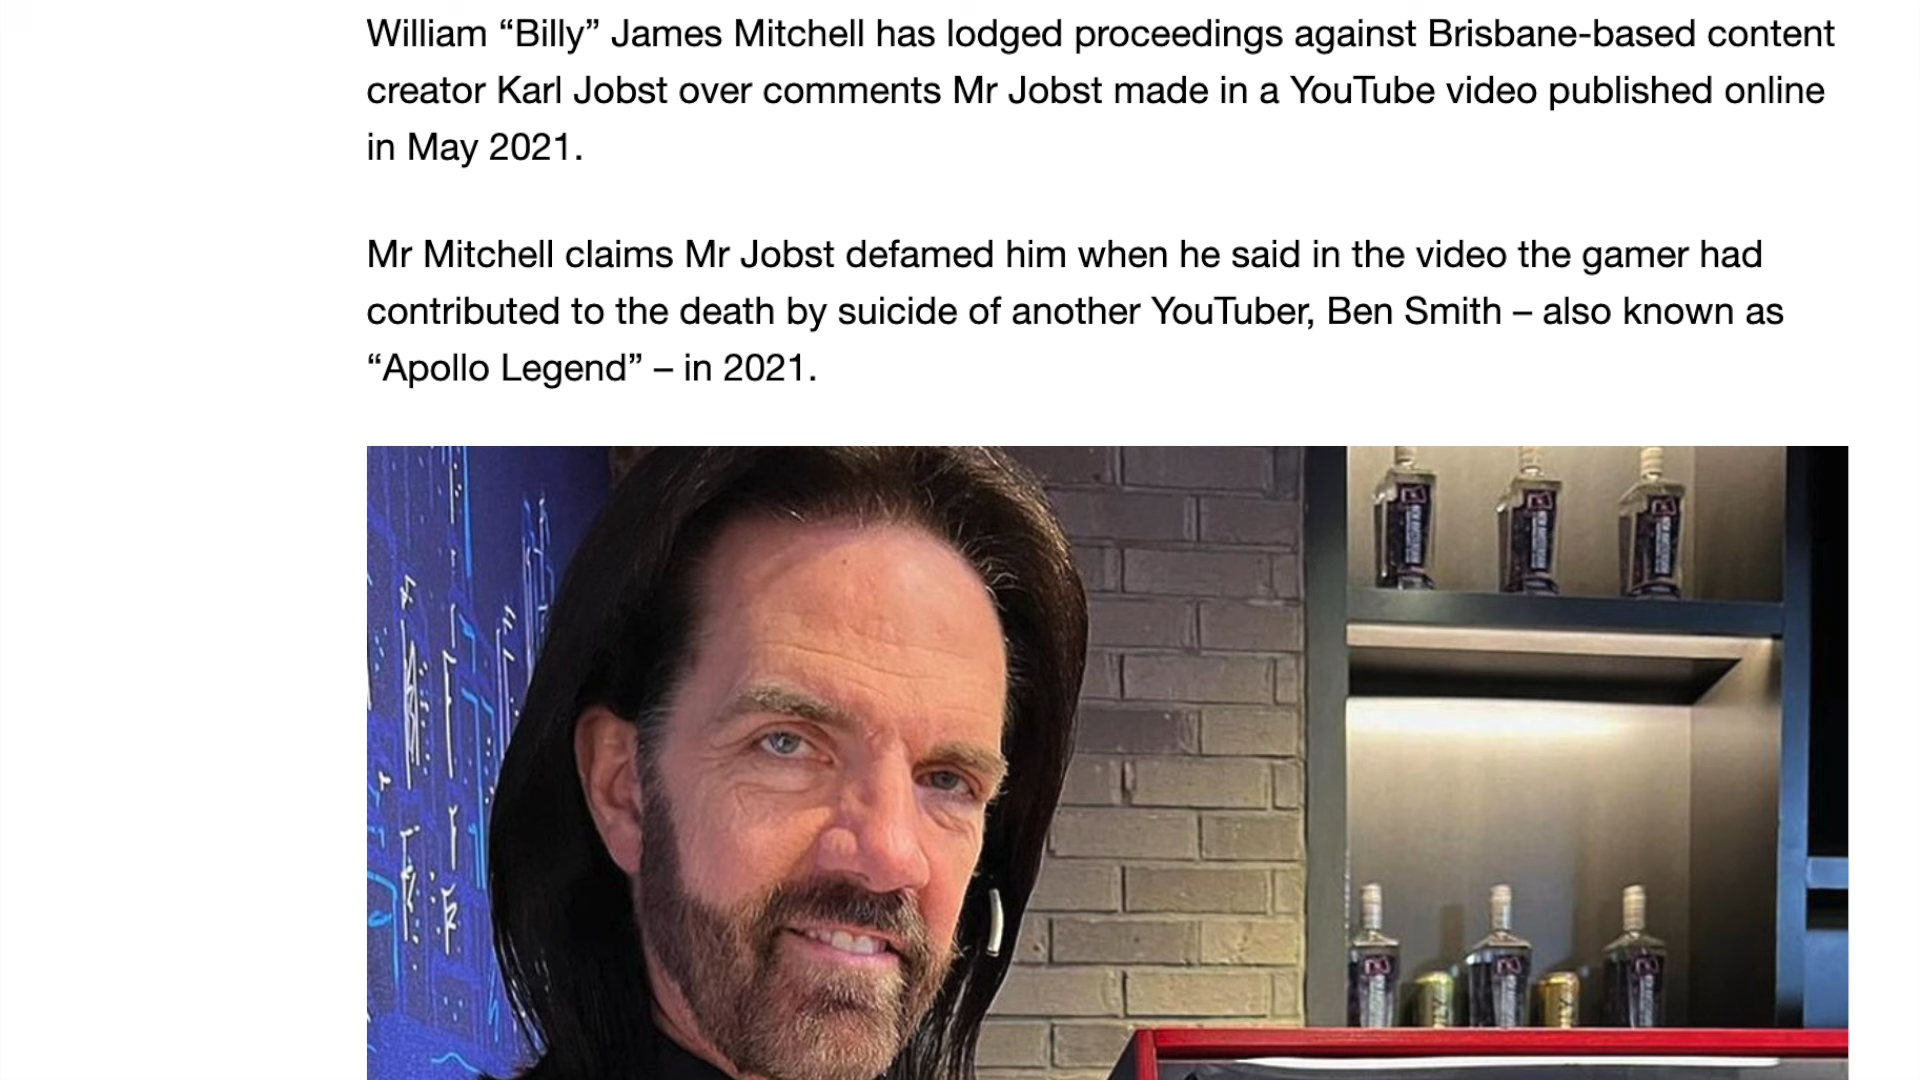 William “Billy” James Mitchell has lodged proceedings against Brisbane-based content
creator Karl Jobst over comments Mr Jobst made in a YouTube video published online
in May 2021.
Mr Mitchell claims Mr Jobst defamed him when he said in the video the gamer had
contributed to the death by suicide of another YouTuber, Ben Smith – also known as
“Apollo Legend” – in 2021.